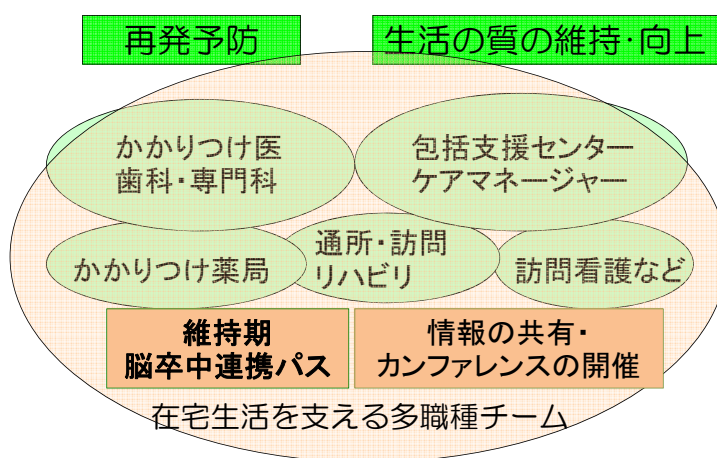 再発予防
生活の質の維持・向上
かかりつけ医
歯科・専門科
包括支援センター
ケアマネージャー
かかりつけ薬局
通所・訪問
リハビリ
訪問看護など
維持期
脳卒中連携パス
情報の共有・
カンファレンスの開催
在宅生活を支える多職種チーム